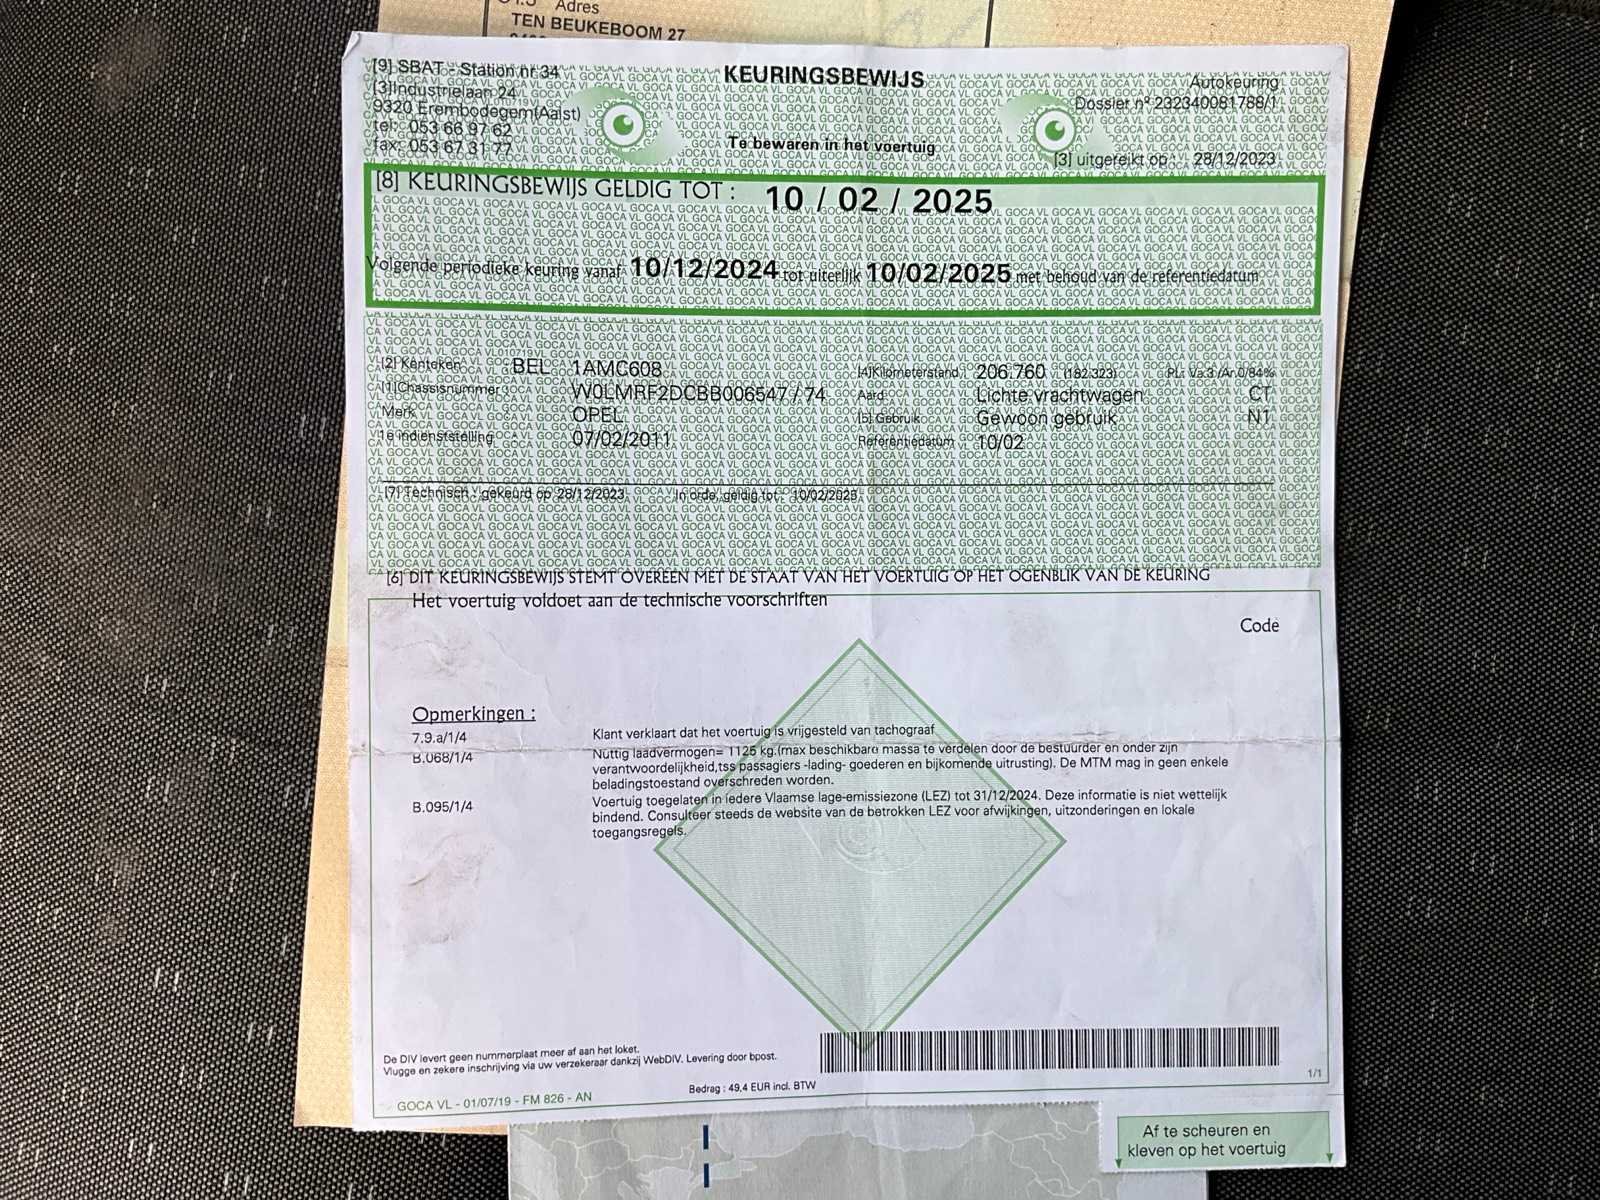 Adres
TEN BEUKEBOOM 27
[9] SBAT - Station nr 34
[3]Industrielaan 24
9320 Erembodegem(Aalst)
tel: 053 66 97 62
fax: 053 67 31 77
KEURINGSBEWIJS
Te bewaren in het voertuig
Autokeuring
Dossier n° 232340081788/1
[3] uitgereikt op : 28/12/2023
[8] KEURINGSBEWIJS GELDIG TOT : 10 / 02 / 2025
Volgende periodieke keuring vanaf 10/12/2024 tot uiterlijk 10/02/2025 met behoud van de referentiedatum
[2] Kenteken BEL 1AMC608 [4]Kilometerstand 206.760 (182.323) PL: Va.3 /Ar.0/84%
[1]Chassisnummer W0LMRF2DCBB006547 / 74 Aard Lichte vrachtwagen CT
Merk OPEL [5] Gebruik Gewoon gebruik N1
1e indienststelling 07/02/2011 Referentiedatum 10/02
[7] Technisch : gekeurd op 28/12/2023 In orde, geldig tot : 10/02/2025
[6] DIT KEURINGSBEWIJS STEMT OVEREEN MET DE STAAT VAN HET VOERTUIG OP HET OGENBLIK VAN DE KEURING
Het voertuig voldoet aan de technische voorschriften
Code
Opmerkingen :
7.9.a/1/4 Klant verklaart dat het voertuig is vrijgesteld van tachograaf
B.068/1/4 Nuttig laadvermogen= 1125 kg.(max beschikbare massa te verdelen door de bestuurder en onder zijn
verantwoordelijkheid,tss passagiers -lading- goederen en bijkomende uitrusting). De MTM mag in geen enkele
beladingstoestand overschreden worden.
B.095/1/4 Voertuig toegelaten in iedere Vlaamse lage-emissiezone (LEZ) tot 31/12/2024. Deze informatie is niet wettelijk
bindend. Consulteer steeds de website van de betrokken LEZ voor afwijkingen, uitzonderingen en lokale
toegangsregels.
De DIV levert geen nummerplaat meer af aan het loket.
Vlugge en zekere inschrijving via uw verzekeraar dankzij WebDIV. Levering door bpost.
Bedrag : 49,4 EUR incl. BTW
1/1
GOCA VL - 01/07/19 - FM 826 - AN
Af te scheuren en
kleven op het voertuig